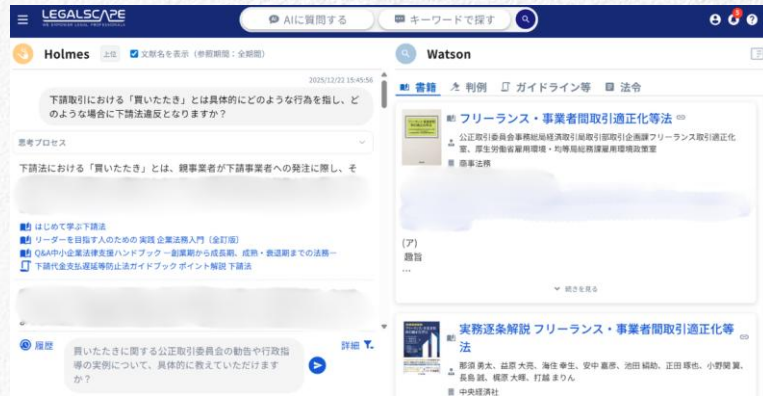 LEGALSCAPE
WE EMPOWER LEGAL PROFESSIONALS
AIに質問する
キーワードで探す
Holmes
上位
文献名を表示（参照期間：全期間）
2025/12/22 15:45:56
下請取引における「買いたたき」とは具体的にどのような行為を指し、ど
のような場合に下請法違反となりますか？
思考プロセス
下請法における「買いたたき」とは、親事業者が下請事業者への発注に際し、そ
はじめて学ぶ下請法
リーダーを目指す人のための 実践 企業法務入門（全訂版）
Q&A中小企業法律支援ハンドブック ―創業期から成長期、成熟・衰退期までの法務―
下請代金支払遅延等防止法ガイドブック ポイント解説 下請法
履歴
買いたたきに関する公正取引委員会の勧告や行政指
導の実例について、具体的に教えていただけます
か？
詳細
Watson
書籍
判例
ガイドライン等
法令
フリーランス・事業者間取引適正化等法
公正取引委員会事務総局経済取引局取引部取引企画課フリーランス取引適正化
室、厚生労働省雇用環境・均等局総務課雇用環境政策室
商事法務
(ア)
趣旨
…
続きを見る
実務逐条解説 フリーランス・事業者間取引適正化等
法
那須 勇太、益原 大亮、海住 幸生、安中 嘉彦、池田 絹助、正田 琢也、小野関 翼、
長島 誠、梶原 大暉、打越 まりん
中央経済社